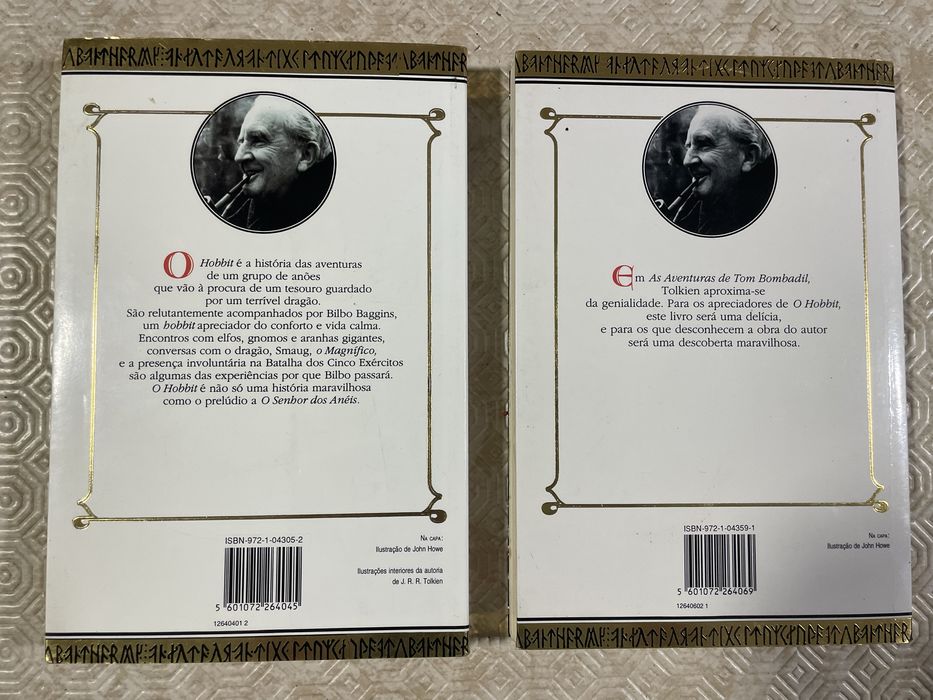 O Hobbit é a história das aventuras
de um grupo de anões
que vão à procura de um tesouro guardado
por um terrível dragão.
São relutantemente acompanhados por Bilbo Baggins,
um hobbit apreciador do conforto e vida calma.
Encontros com elfos, gnomos e aranhas gigantes,
conversas com o dragão, Smaug, o Magnífico,
e a presença involuntária na Batalha dos Cinco Exércitos
são algumas das experiências por que Bilbo passará.
O Hobbit é não só uma história maravilhosa
como o prelúdio a O Senhor dos Anéis.
ISBN-972-1-04305-2
5 601072 264045
12640401 2
NA CAPA:
Ilustração de John Howe
Ilustrações interiores da autoria
de J. R. R. Tolkien
Em As Aventuras de Tom Bombadil,
Tolkien aproxima-se
da genialidade. Para os apreciadores de O Hobbit,
este livro será uma delícia,
e para os que desconhecem a obra do autor
será uma descoberta maravilhosa.
ISBN-972-1-04359-1
5 601072 264069
12640602 1
NA CAPA:
Ilustração de John Howe